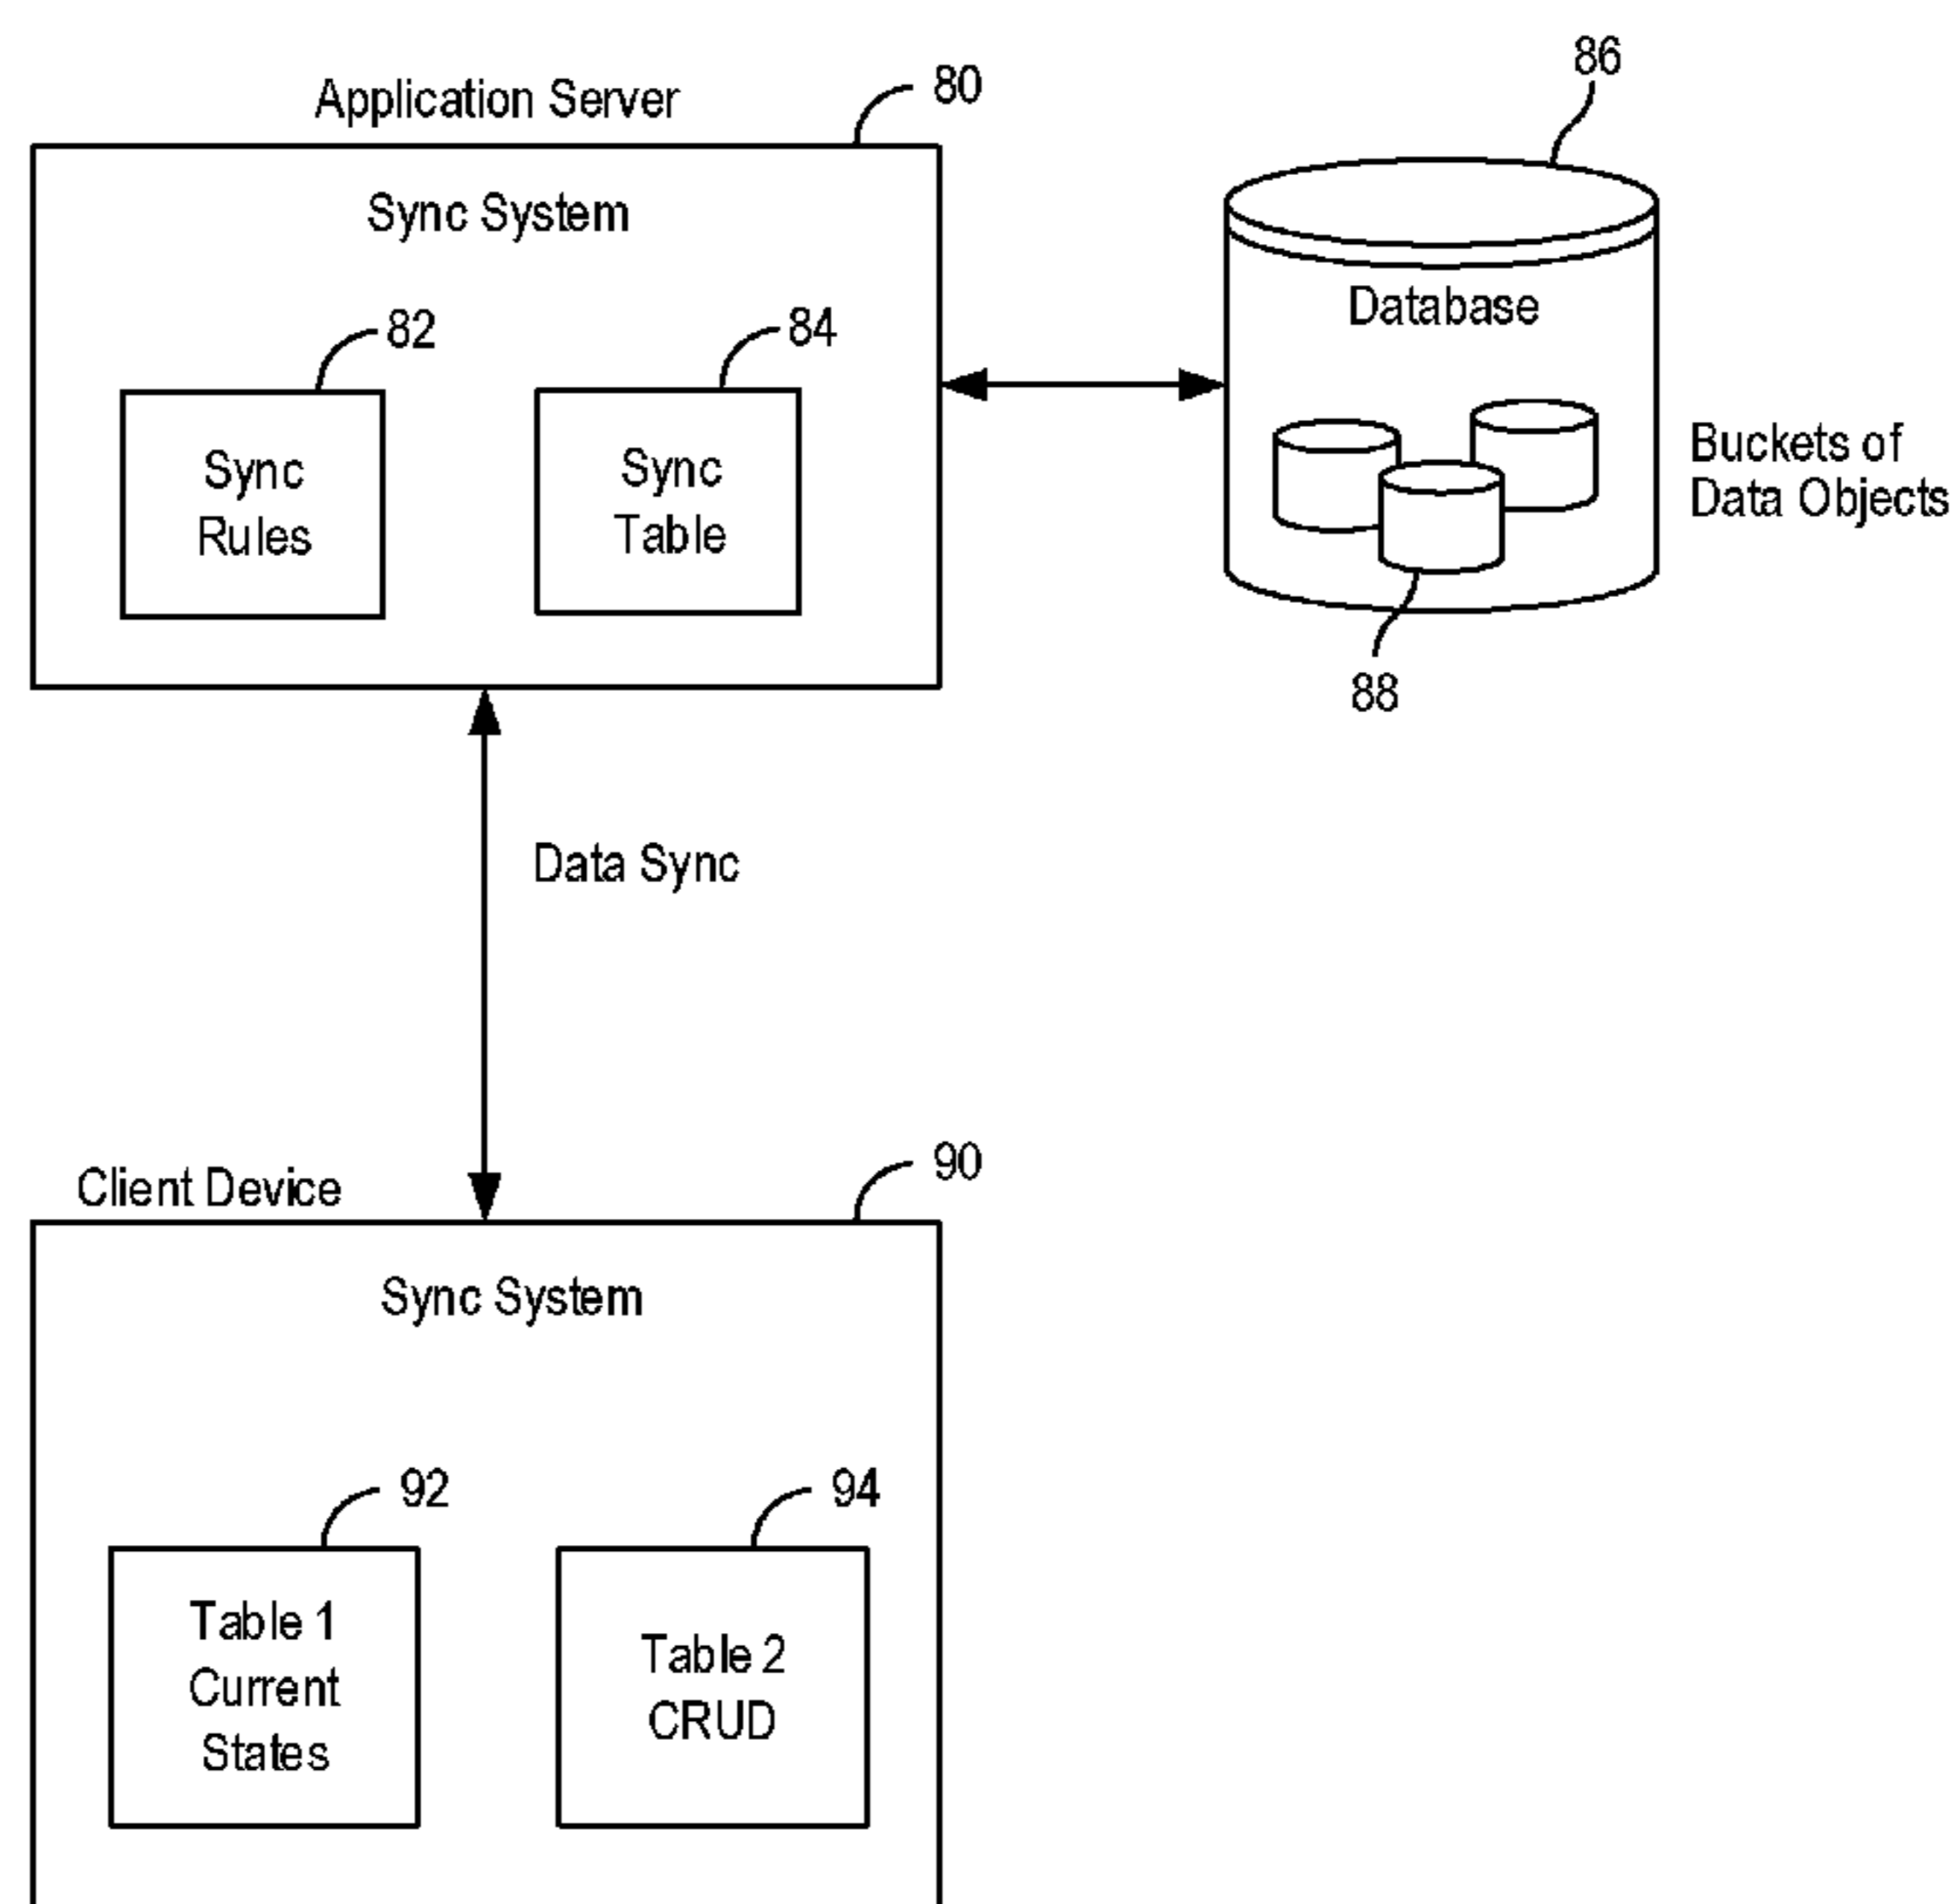 Application Server
80
86
Sync System
82
84
Sync
Rules
Sync
Table
Database
Buckets of
Data Objects
88
Data Sync
Client Device
90
Sync System
92
94
Table 1
Current
States
Table 2
CRUD